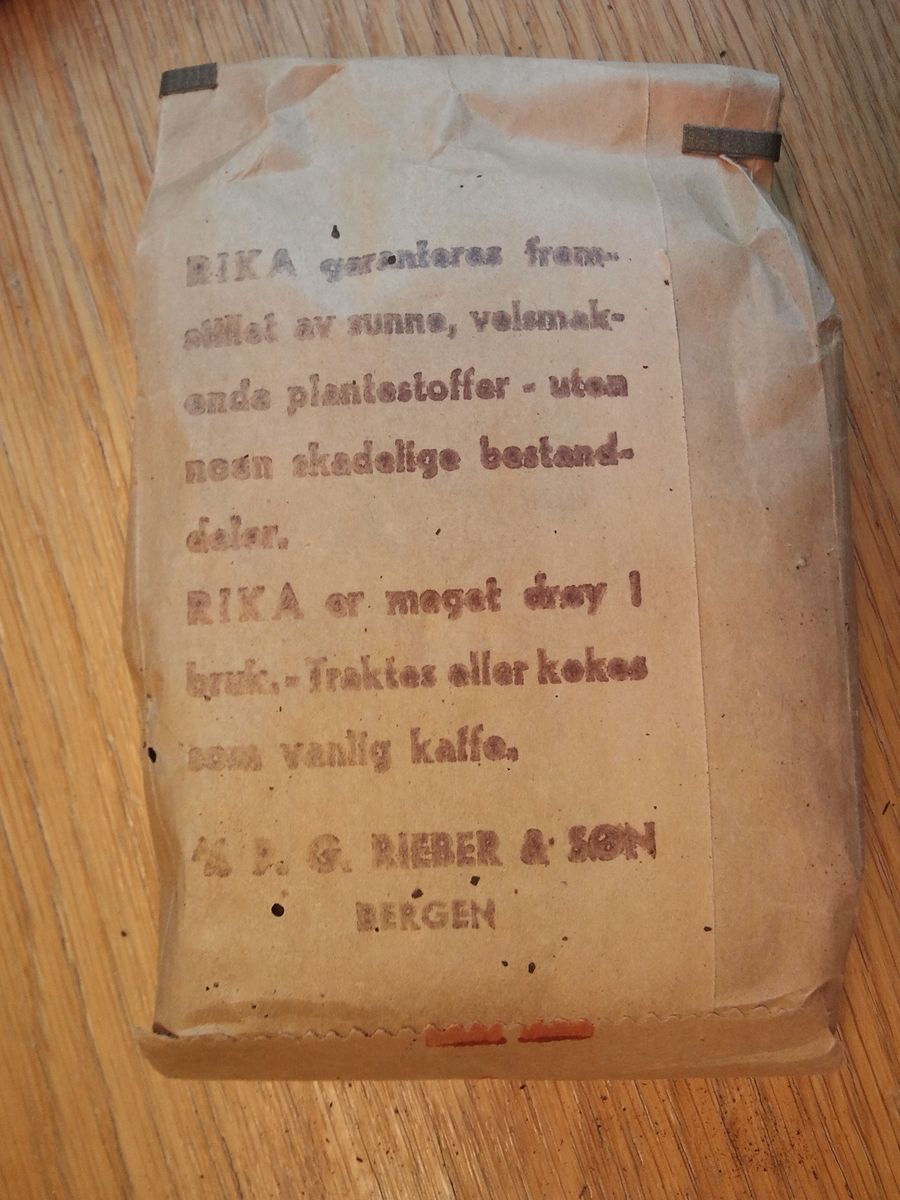 RIKA garanteres frem-
stillet av sunne, velsmak-
ende plantestoffer - uten
noen skadelige bestand-
deler.
RIKA er meget drøy i
bruk. - Traktes eller kokes
som vanlig kaffe.
A/S P. G. RIEBER & SØN
BERGEN